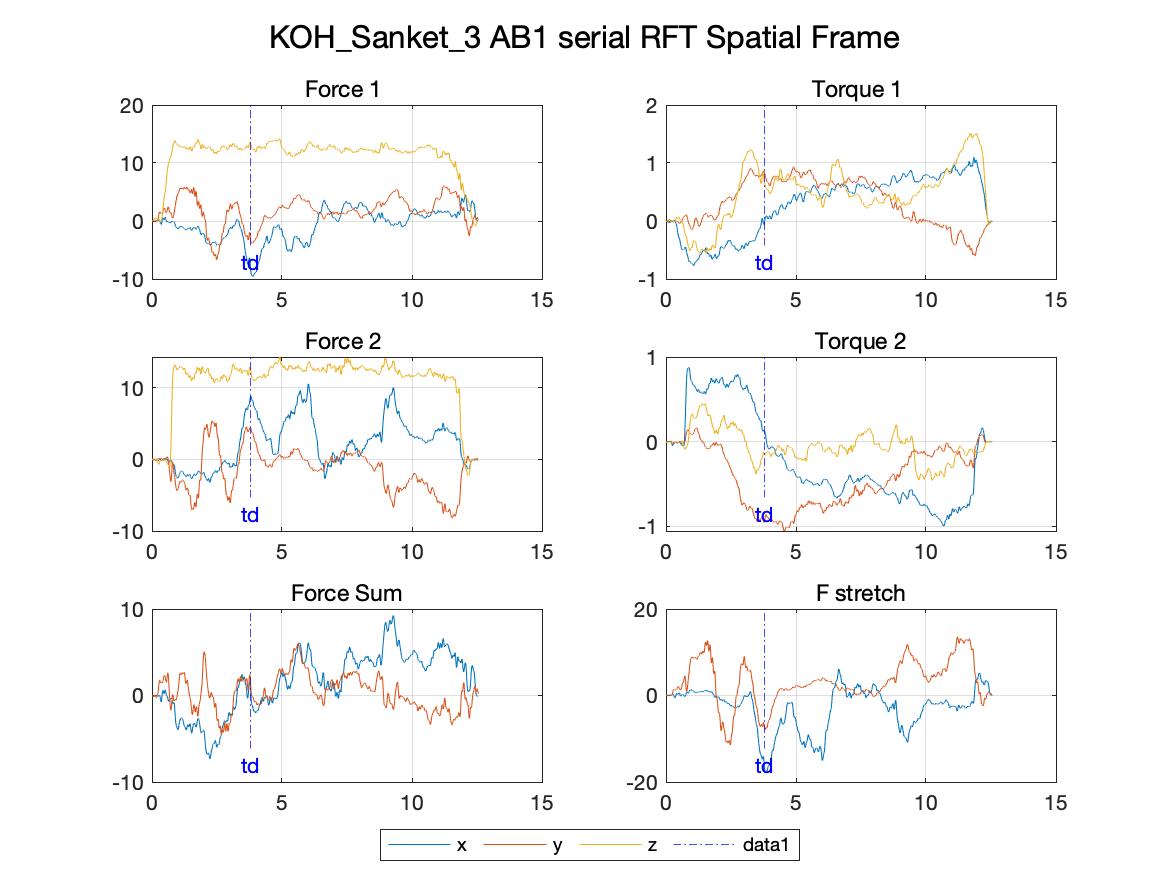 KOH_Sanket_3 AB1 serial RFT Spatial Frame
Force 1
20
10
0
-10
td
0 5 10 15
Torque 1
2
1
0
-1
td
0 5 10 15
Force 2
10
0
-10
td
0 5 10 15
Torque 2
1
0
-1
td
0 5 10 15
Force Sum
10
0
-10
td
0 5 10 15
F stretch
20
0
-20
td
0 5 10 15
x y z data1